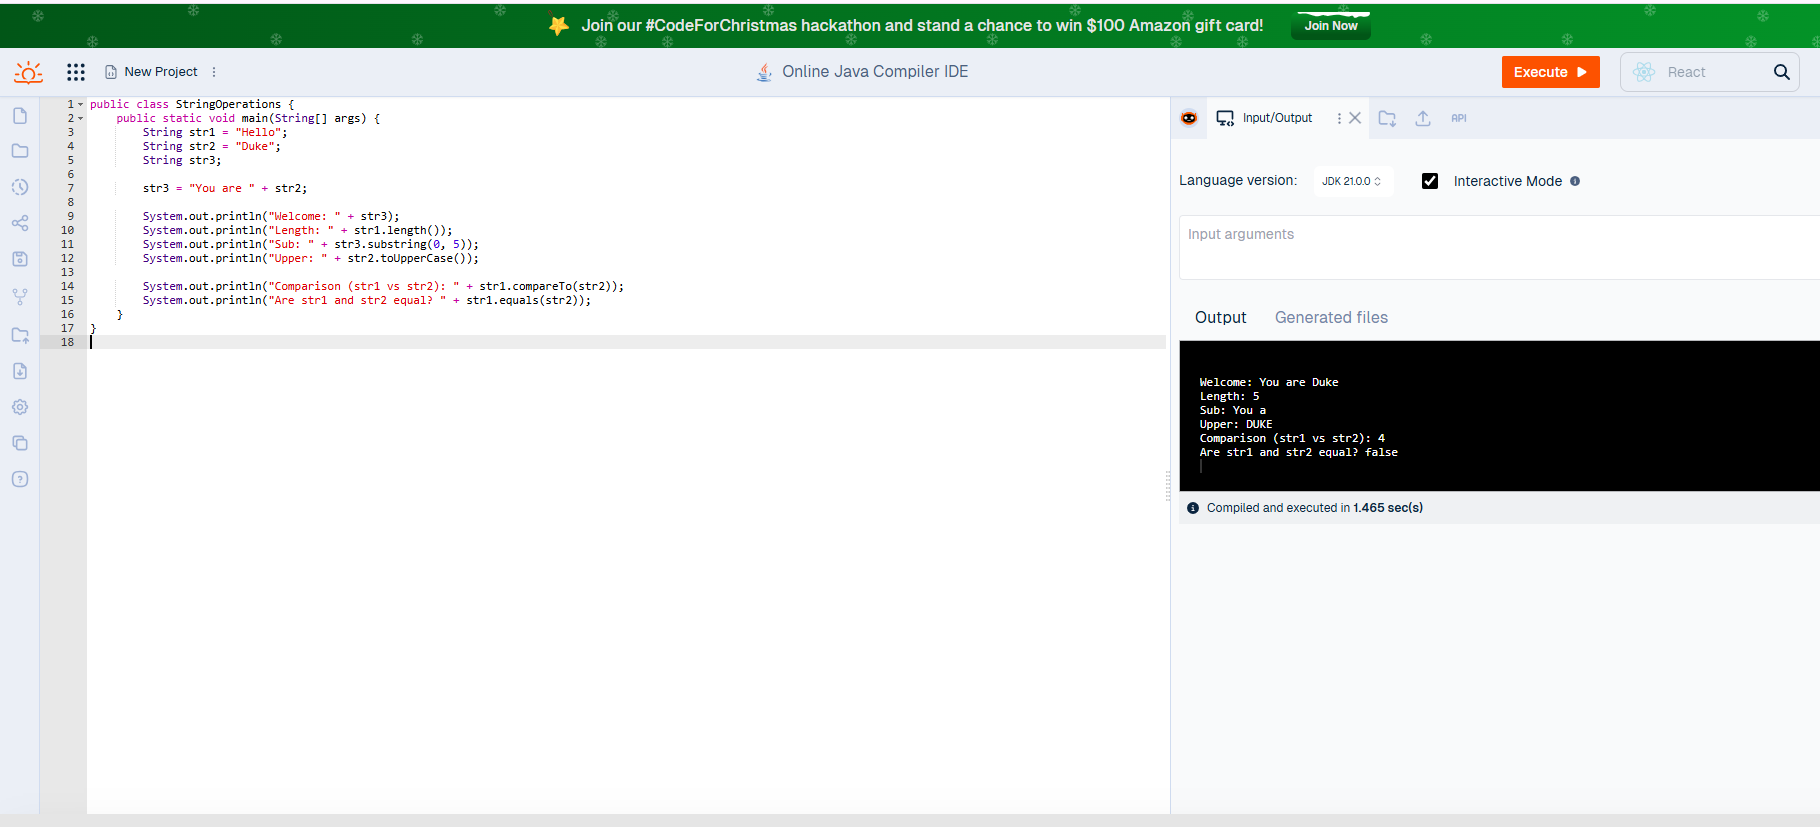 Join our #CodeForChristmas hackathon and stand a chance to win $100 Amazon gift card! Join Now
New Project
Online Java Compiler IDE
Execute
React
1 public class StringOperations {
2     public static void main(String[] args) {
3         String str1 = "Hello";
4         String str2 = "Duke";
5         String str3;
6
7         str3 = "You are " + str2;
8
9         System.out.println("Welcome: " + str3);
10         System.out.println("Length: " + str1.length());
11         System.out.println("Sub: " + str3.substring(0, 5));
12         System.out.println("Upper: " + str2.toUpperCase());
13
14         System.out.println("Comparison (str1 vs str2): " + str1.compareTo(str2));
15         System.out.println("Are str1 and str2 equal? " + str1.equals(str2));
16     }
17 }
18
Input/Output
API
Language version: JDK 21.0.0 Interactive Mode
Input arguments
Output Generated files
Welcome: You are Duke
Length: 5
Sub: You a
Upper: DUKE
Comparison (str1 vs str2): 4
Are str1 and str2 equal? false
Compiled and executed in 1.465 sec(s)